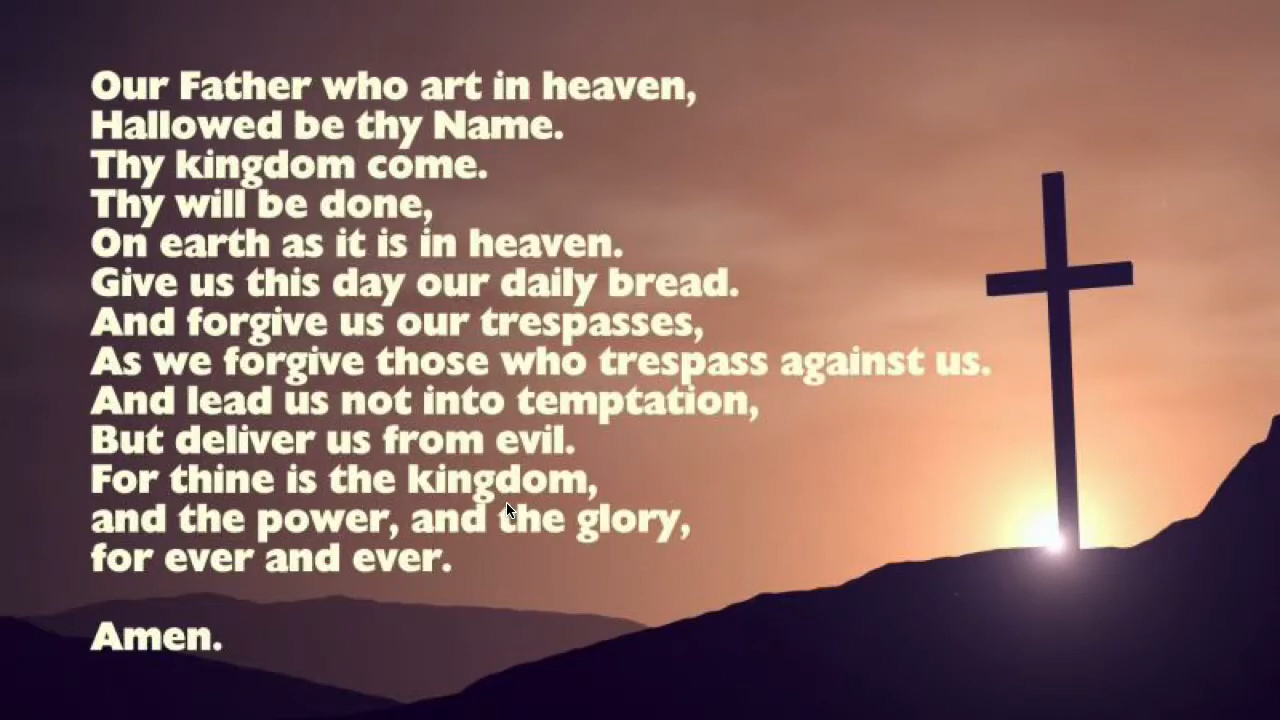 Our Father who art in heaven,
Hallowed be thy Name.
Thy kingdom come.
Thy will be done,
On earth as it is in heaven.
Give us this day our daily bread.
And forgive us our trespasses,
As we forgive those who trespass against us.
And lead us not into temptation,
But deliver us from evil.
For thine is the kingdom,
and the power, and the glory,
for ever and ever.
Amen.